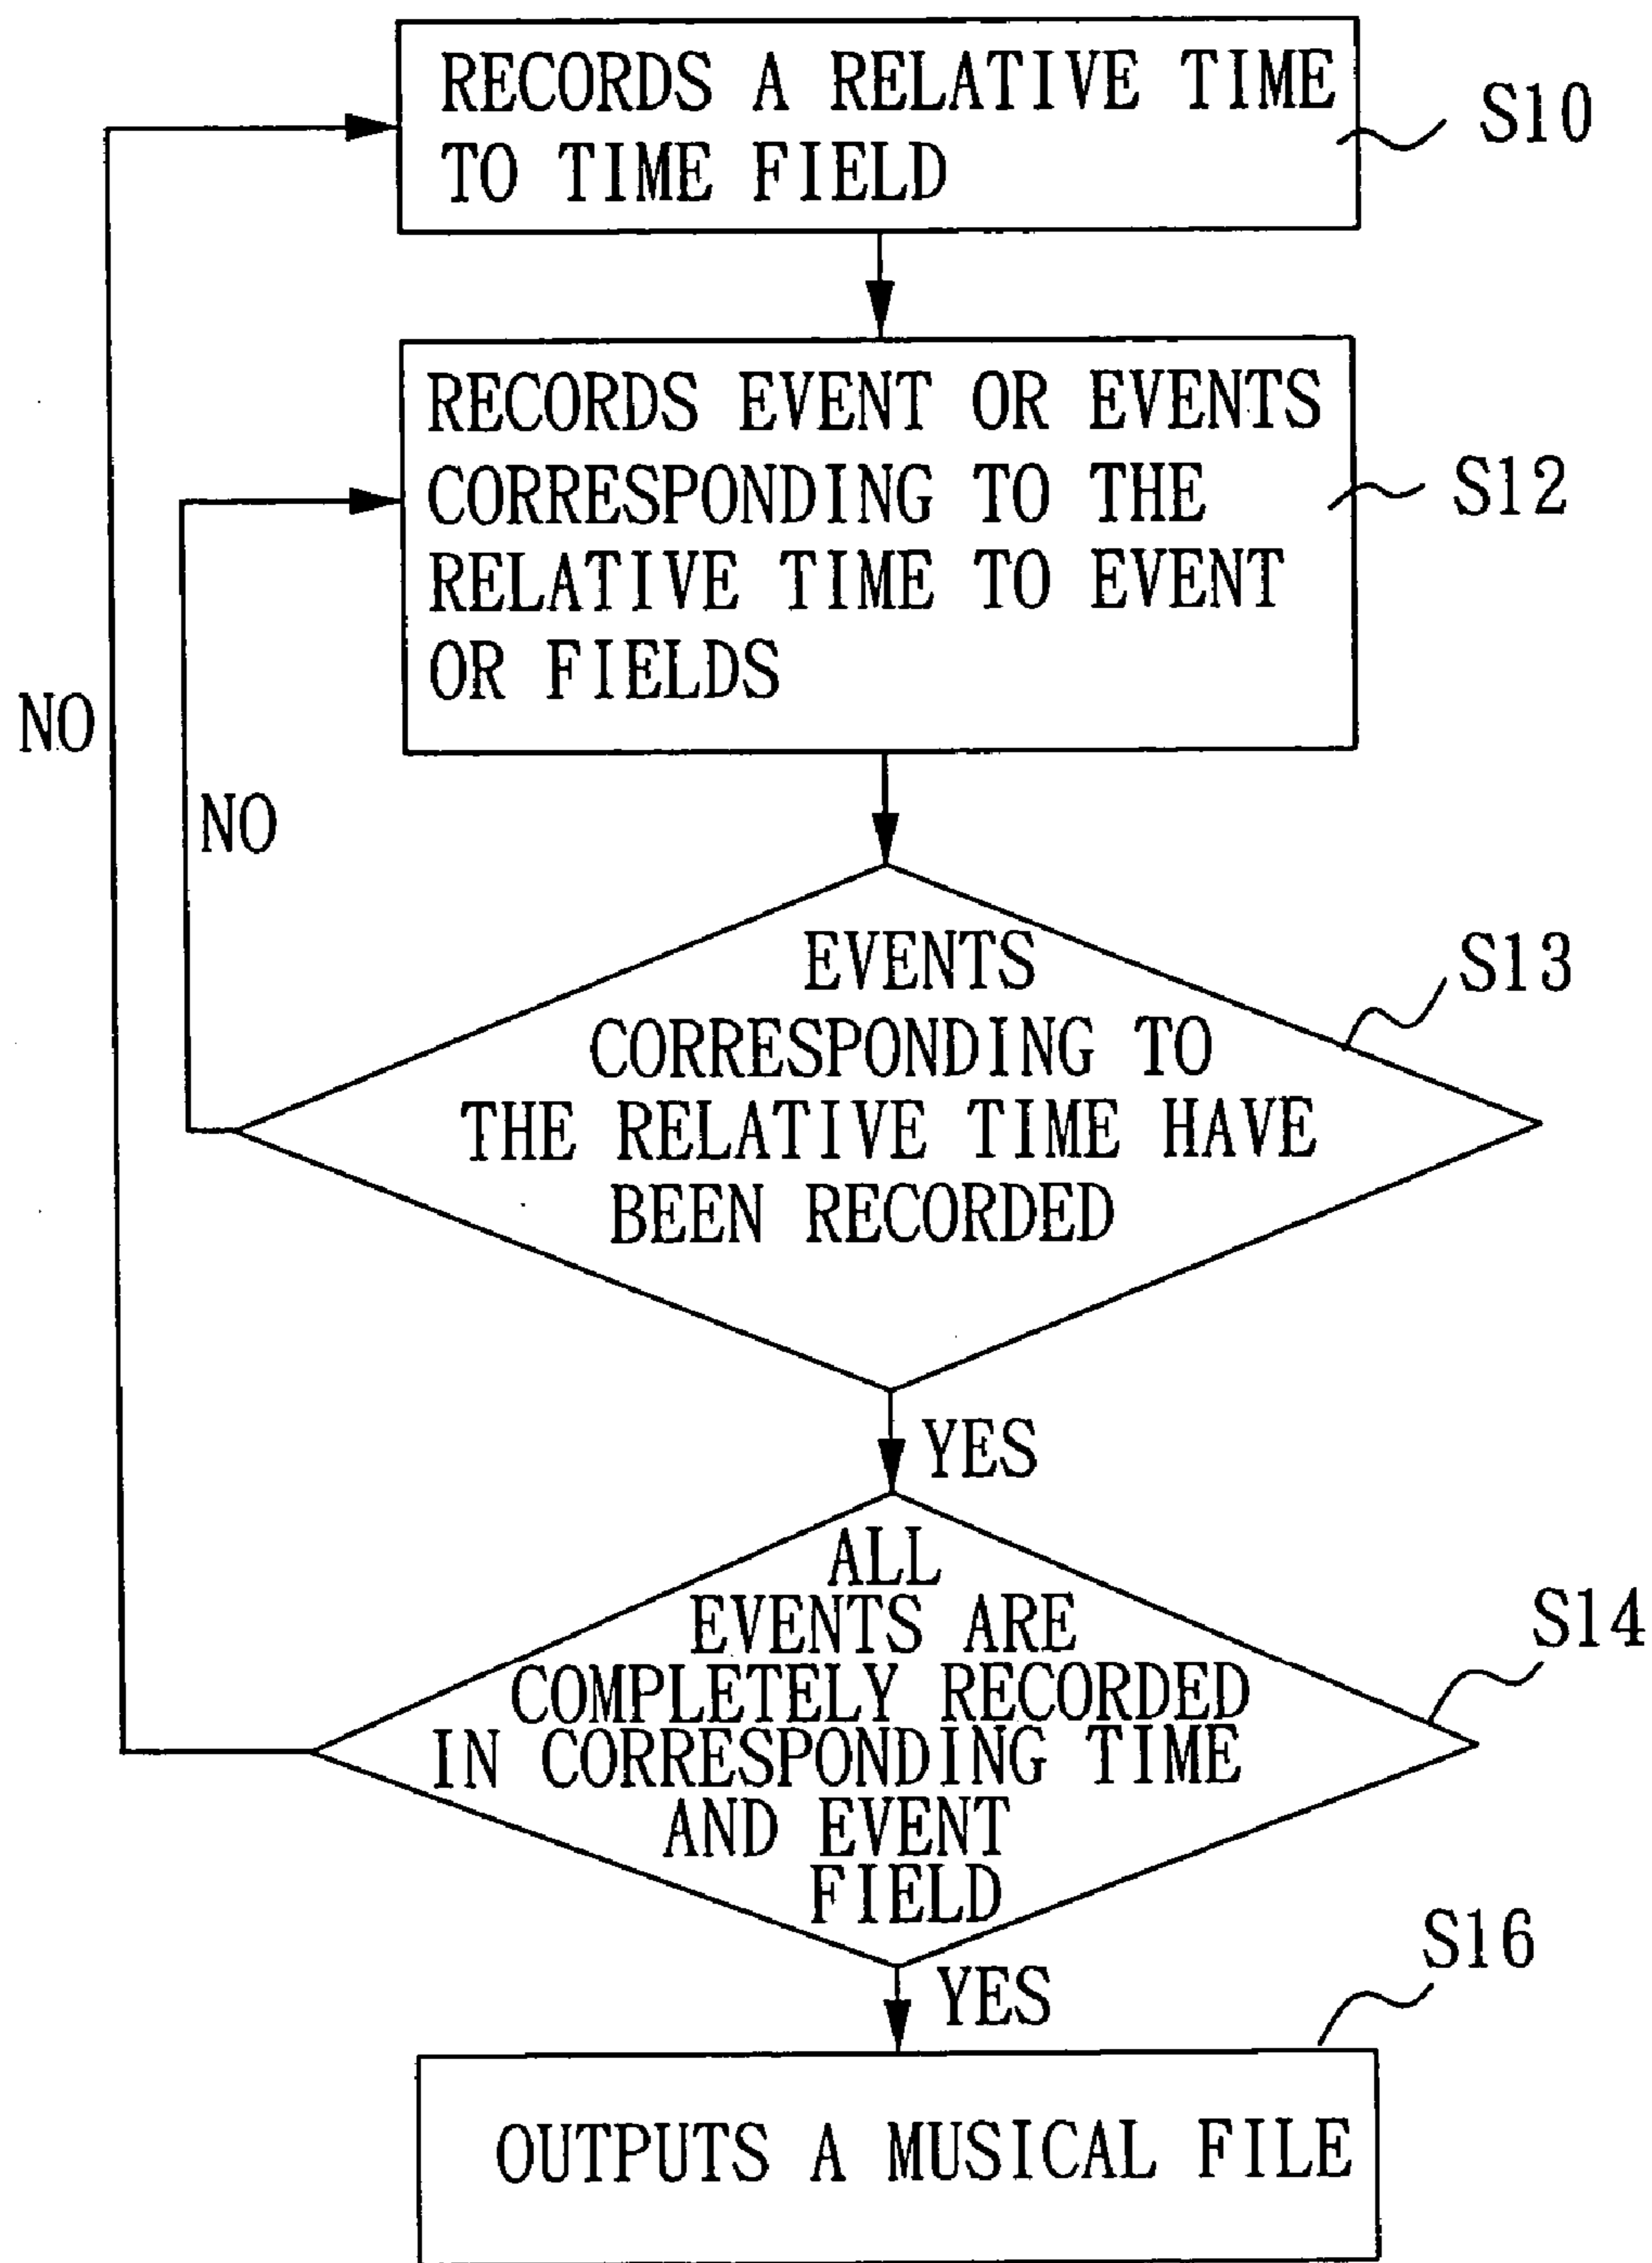 RECORDS A RELATIVE TIME
TO TIME FIELD
S10
RECORDS EVENT OR EVENTS
CORRESPONDING TO THE
RELATIVE TIME TO EVENT
OR FIELDS
S12
NO
NO
EVENTS
CORRESPONDING TO
THE RELATIVE TIME HAVE
BEEN RECORDED
S13
YES
ALL
EVENTS ARE
COMPLETELY RECORDED
IN CORRESPONDING TIME
AND EVENT
FIELD
S14
YES
S16
OUTPUTS A MUSICAL FILE